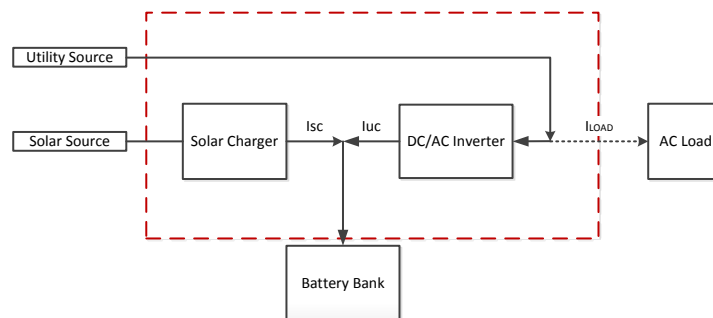 Utility Source
Solar Source
Solar Charger
Isc
Iuc
DC/AC Inverter
ILOAD
AC Load
Battery Bank